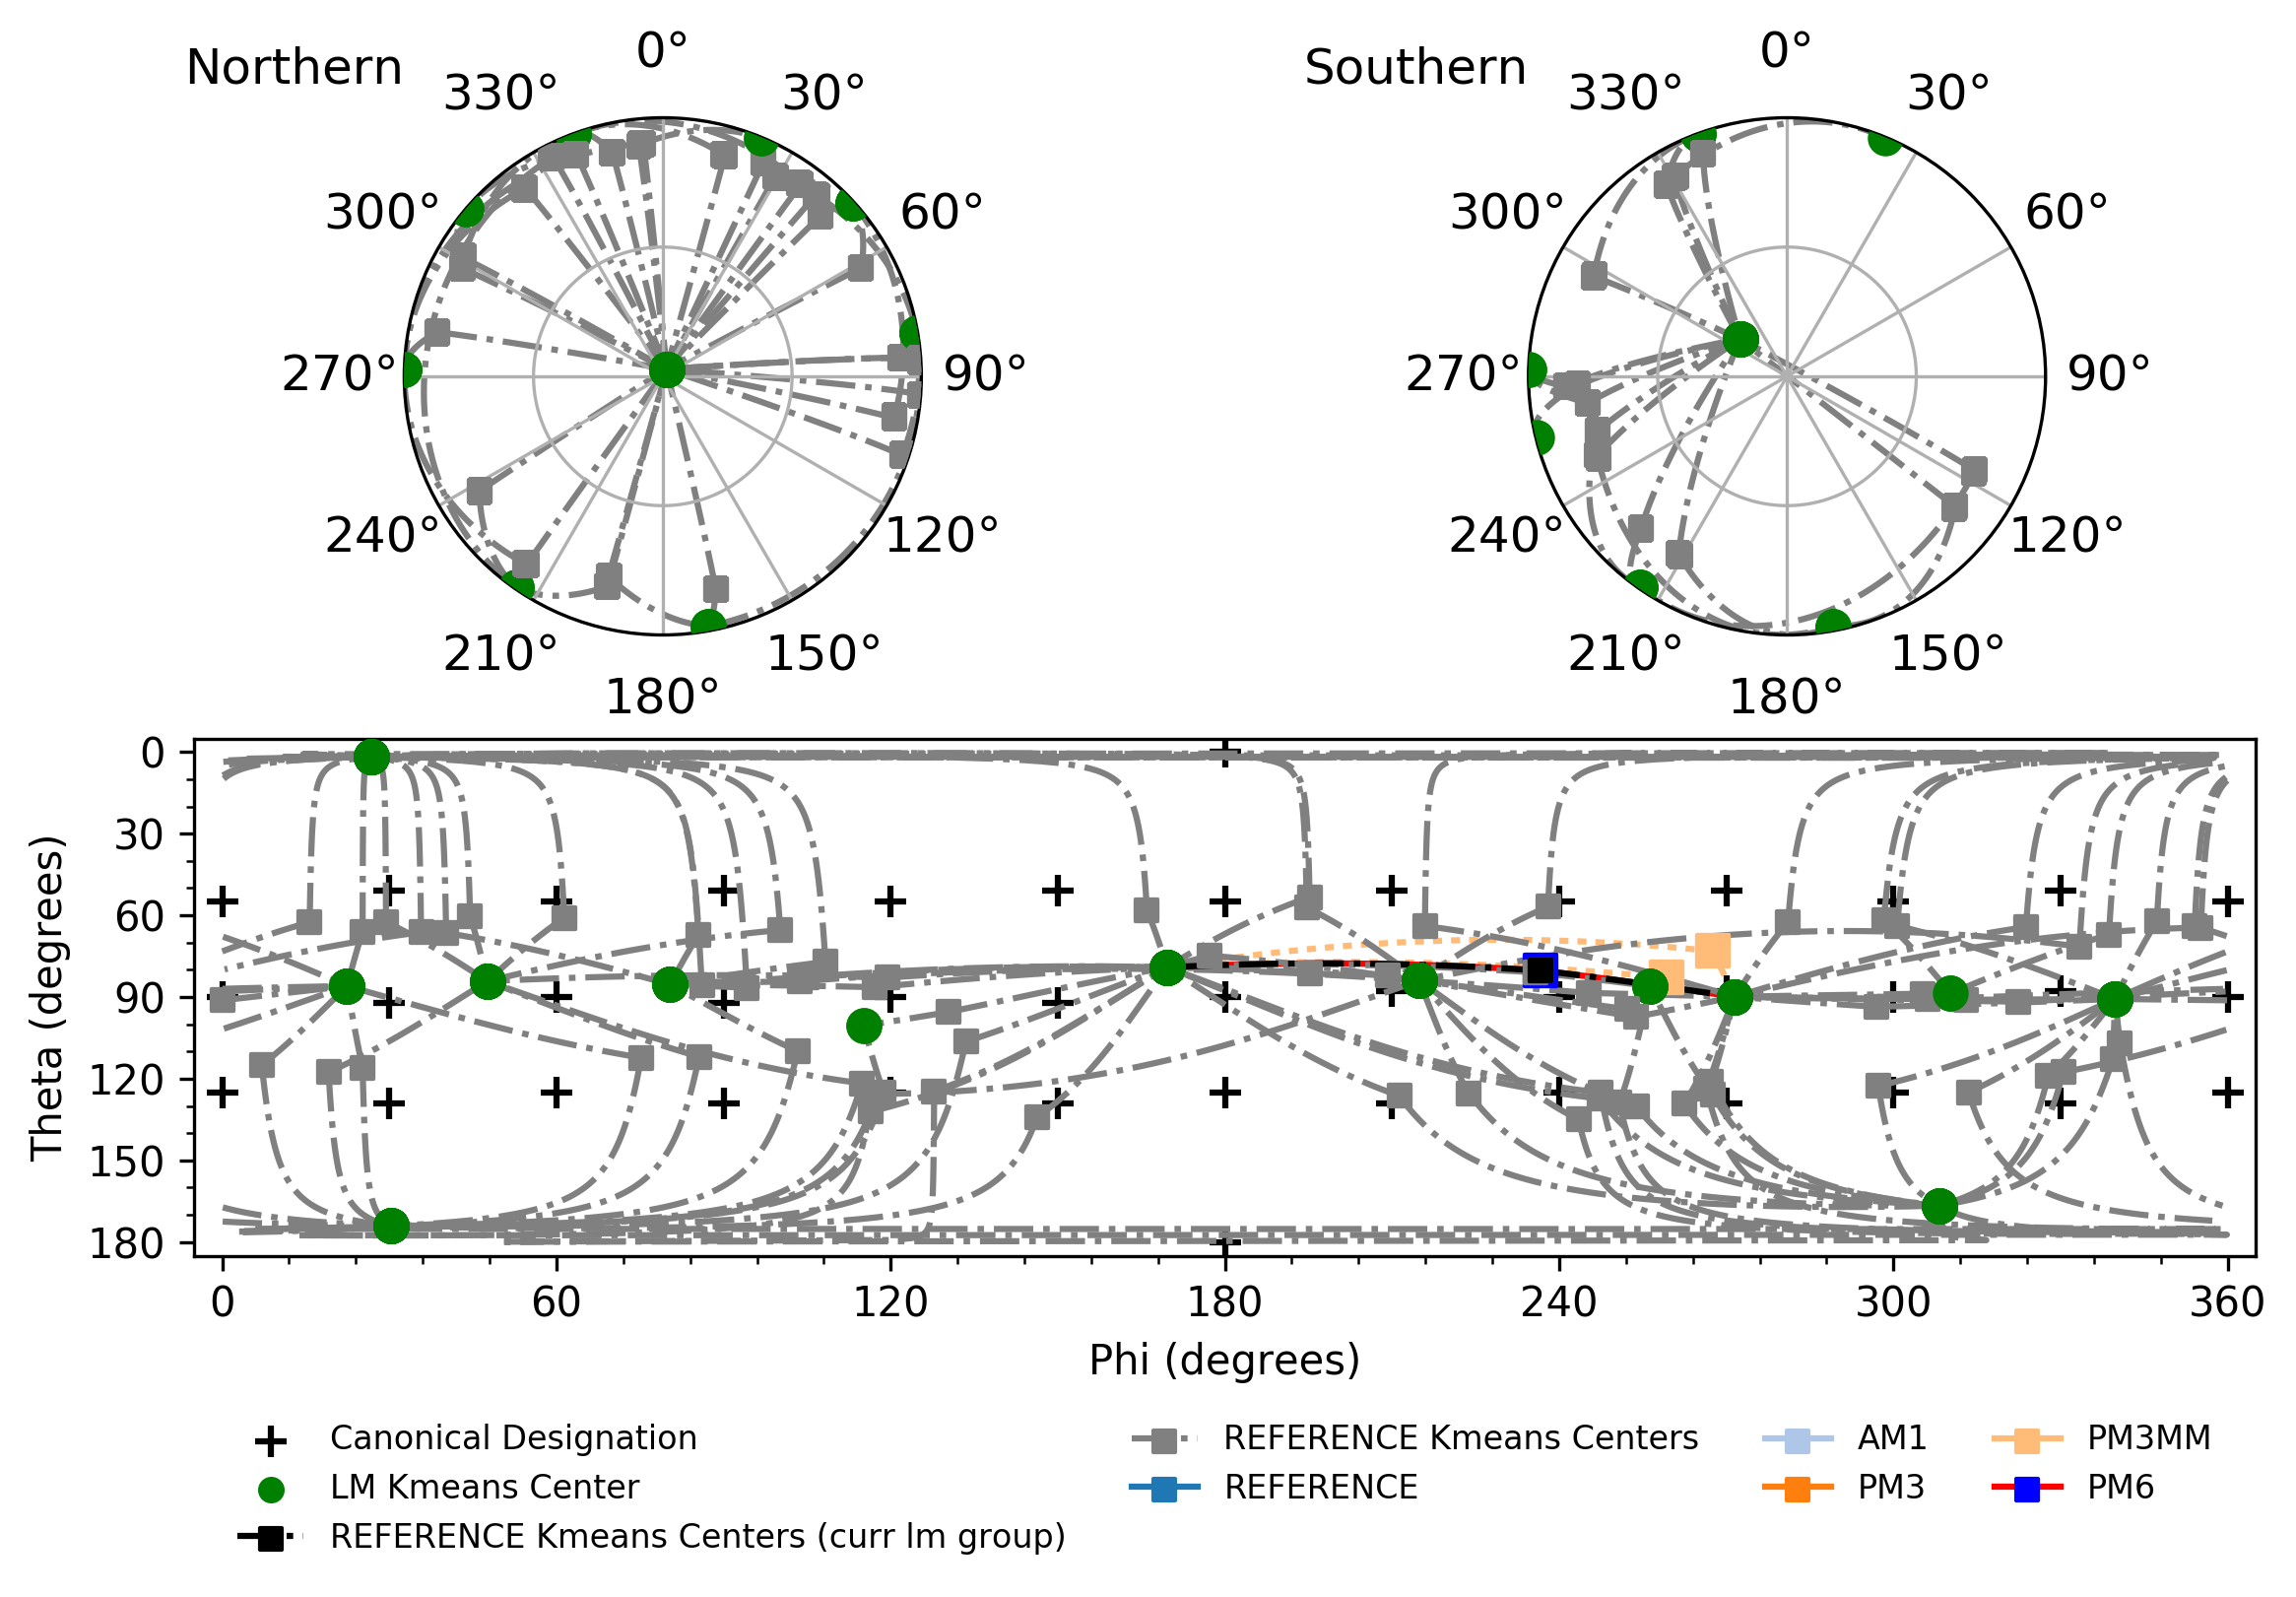 Northern
Southern
0°
30°
60°
90°
120°
150°
180°
210°
240°
270°
300°
330°
0°
30°
60°
90°
120°
150°
180°
210°
240°
270°
300°
330°
Theta (degrees)
0
30
60
90
120
150
180
0 60 120 180 240 300 360
Phi (degrees)
Canonical Designation
LM Kmeans Center
REFERENCE Kmeans Centers (curr lm group)
REFERENCE Kmeans Centers
REFERENCE
AM1
PM3
PM3MM
PM6